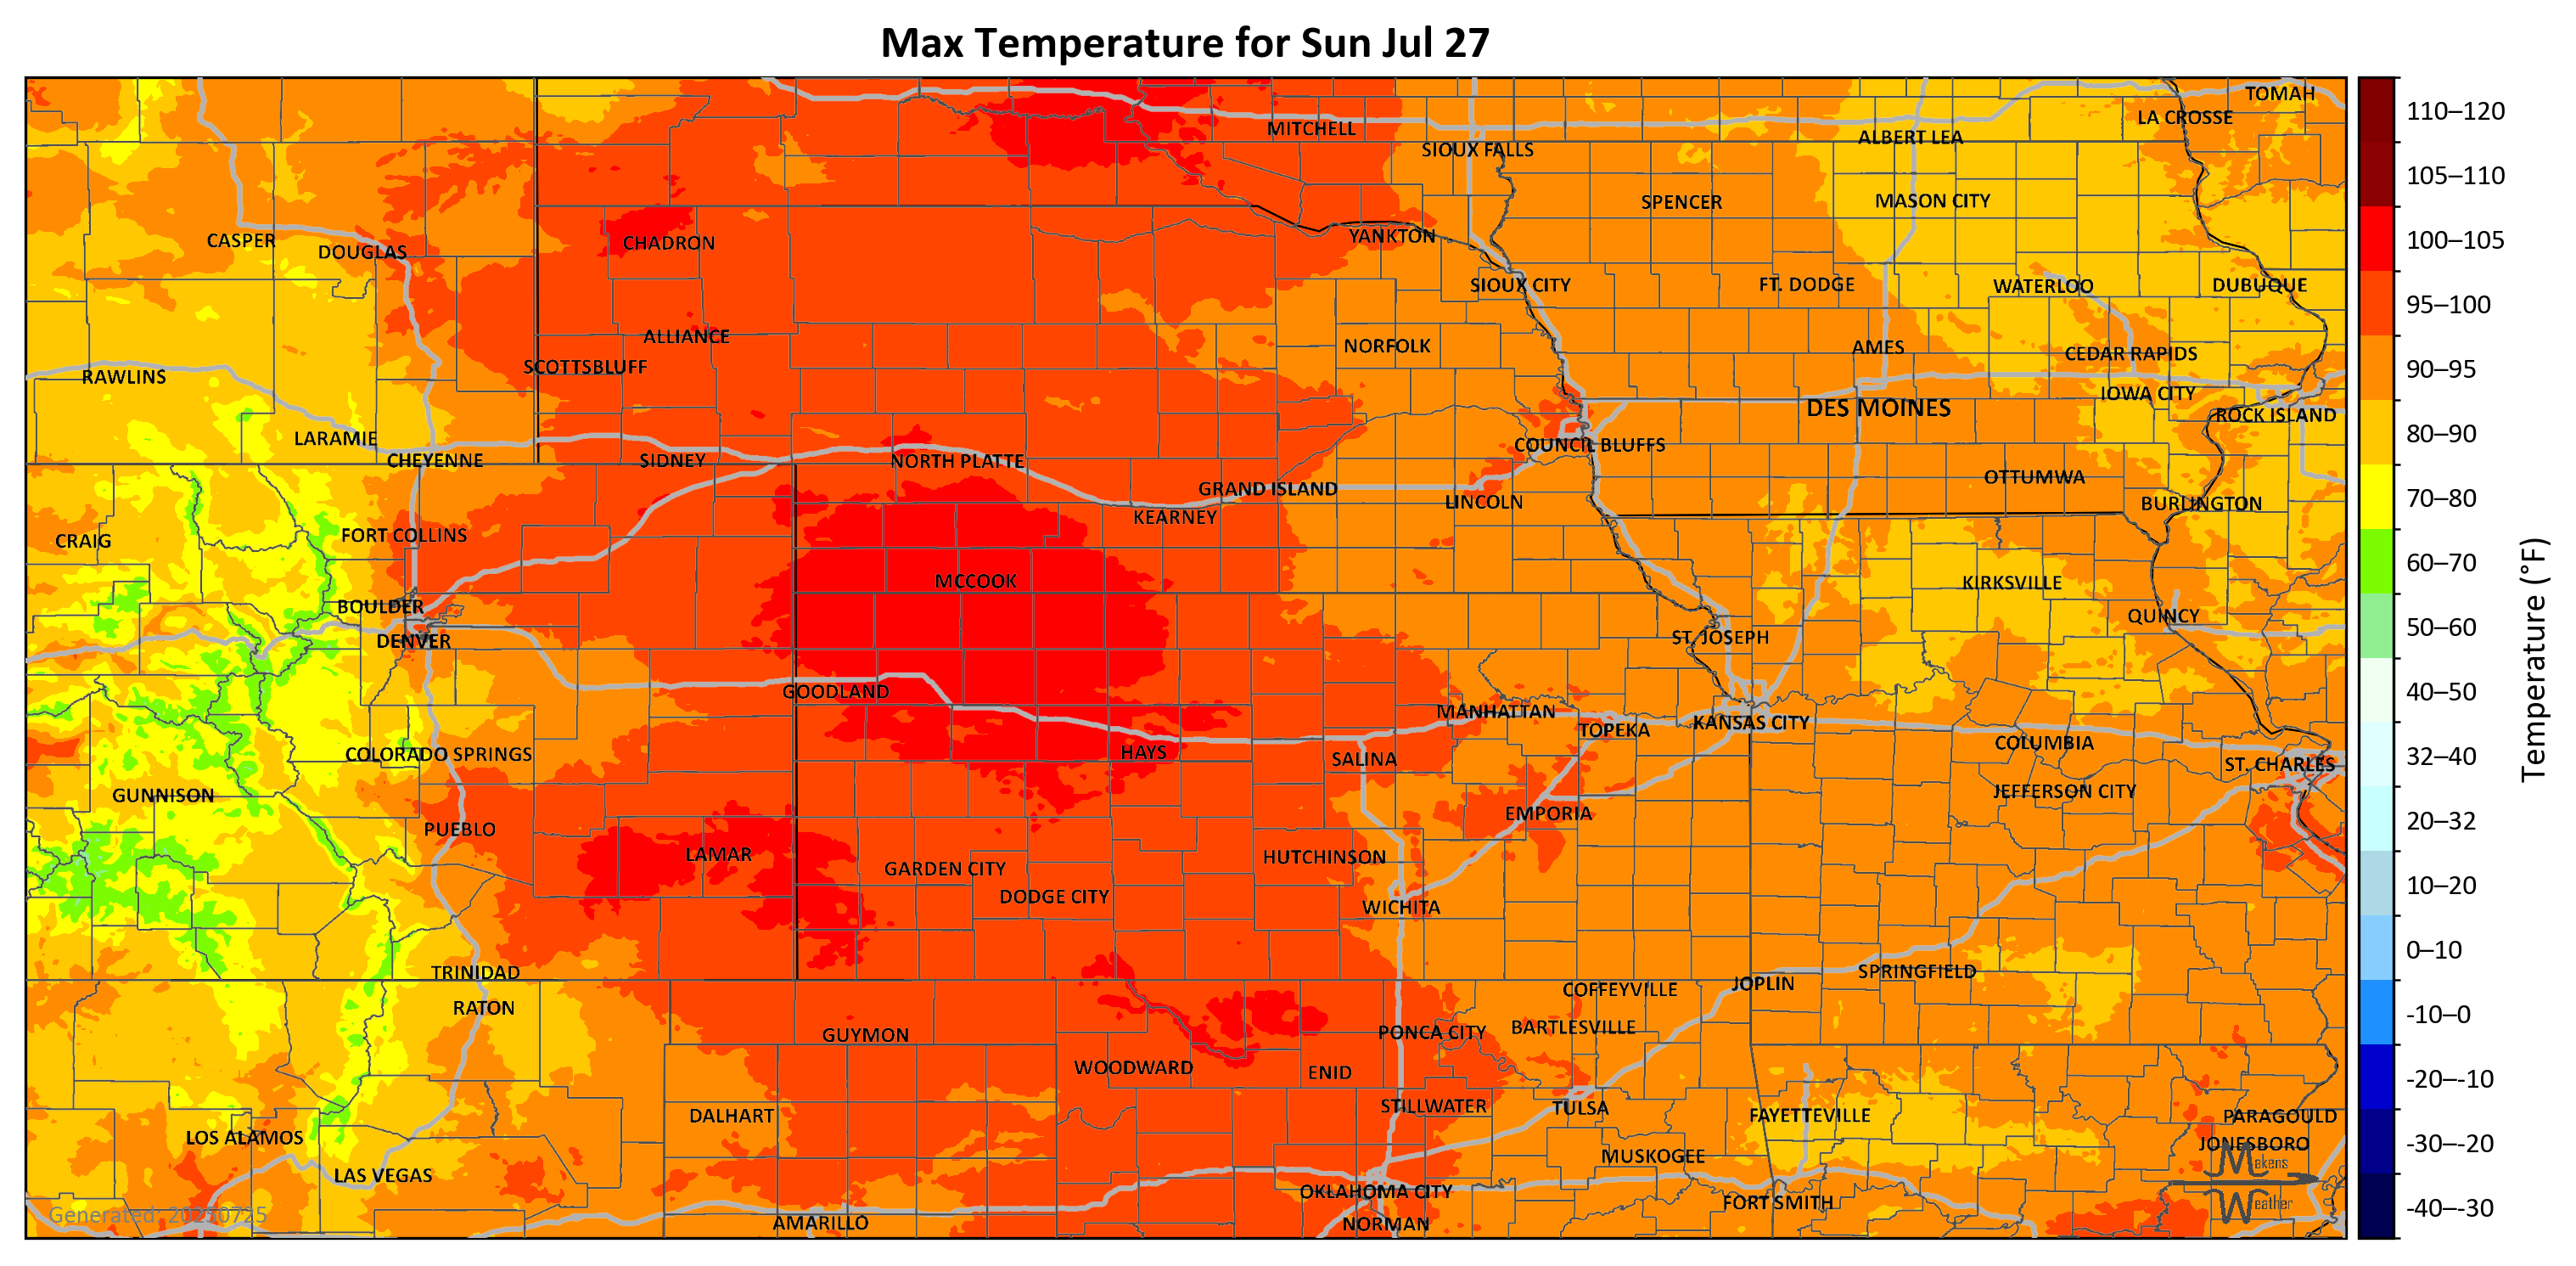 Max Temperature for Sun Jul 27
TOMAH
LA CROSSE
MITCHELL
ALBERT LEA
SIOUX FALLS
SPENCER
MASON CITY
CASPER
DOUGLAS
CHADRON
YANKTON
SIOUX CITY
FT. DODGE
WATERLOO
DUBUQUE
ALLIANCE
NORFOLK
AMES
CEDAR RAPIDS
SCOTTSBLUFF
RAWLINS
IOWA CITY
DES MOINES
ROCK ISLAND
LARAMIE
COUNCIL BLUFFS
CHEYENNE
SIDNEY
NORTH PLATTE
OTTUMWA
GRAND ISLAND
LINCOLN
BURLINGTON
KEARNEY
FORT COLLINS
CRAIG
MCCOOK
KIRKSVILLE
BOULDER
QUINCY
DENVER
ST. JOSEPH
GOODLAND
MANHATTAN
KANSAS CITY
TOPEKA
COLUMBIA
COLORADO SPRINGS
HAYS
SALINA
ST. CHARLES
GUNNISON
JEFFERSON CITY
EMPORIA
PUEBLO
LAMAR
HUTCHINSON
GARDEN CITY
DODGE CITY
WICHITA
TRINIDAD
SPRINGFIELD
JOPLIN
COFFEYVILLE
RATON
BARTLESVILLE
PONCA CITY
GUYMON
WOODWARD
ENID
STILLWATER
TULSA
DALHART
FAYETTEVILLE
PARAGOULD
LOS ALAMOS
JONESBORO
MUSKOGEE
LAS VEGAS
OKLAHOMA CITY
FORT SMITH
AMARILLO
NORMAN
Generated: 20250725
Makens
Weather
110–120
105–110
100–105
95–100
90–95
80–90
70–80
60–70
50–60
40–50
32–40
20–32
10–20
0–10
-10–0
-20–-10
-30–-20
-40–-30
Temperature (°F)